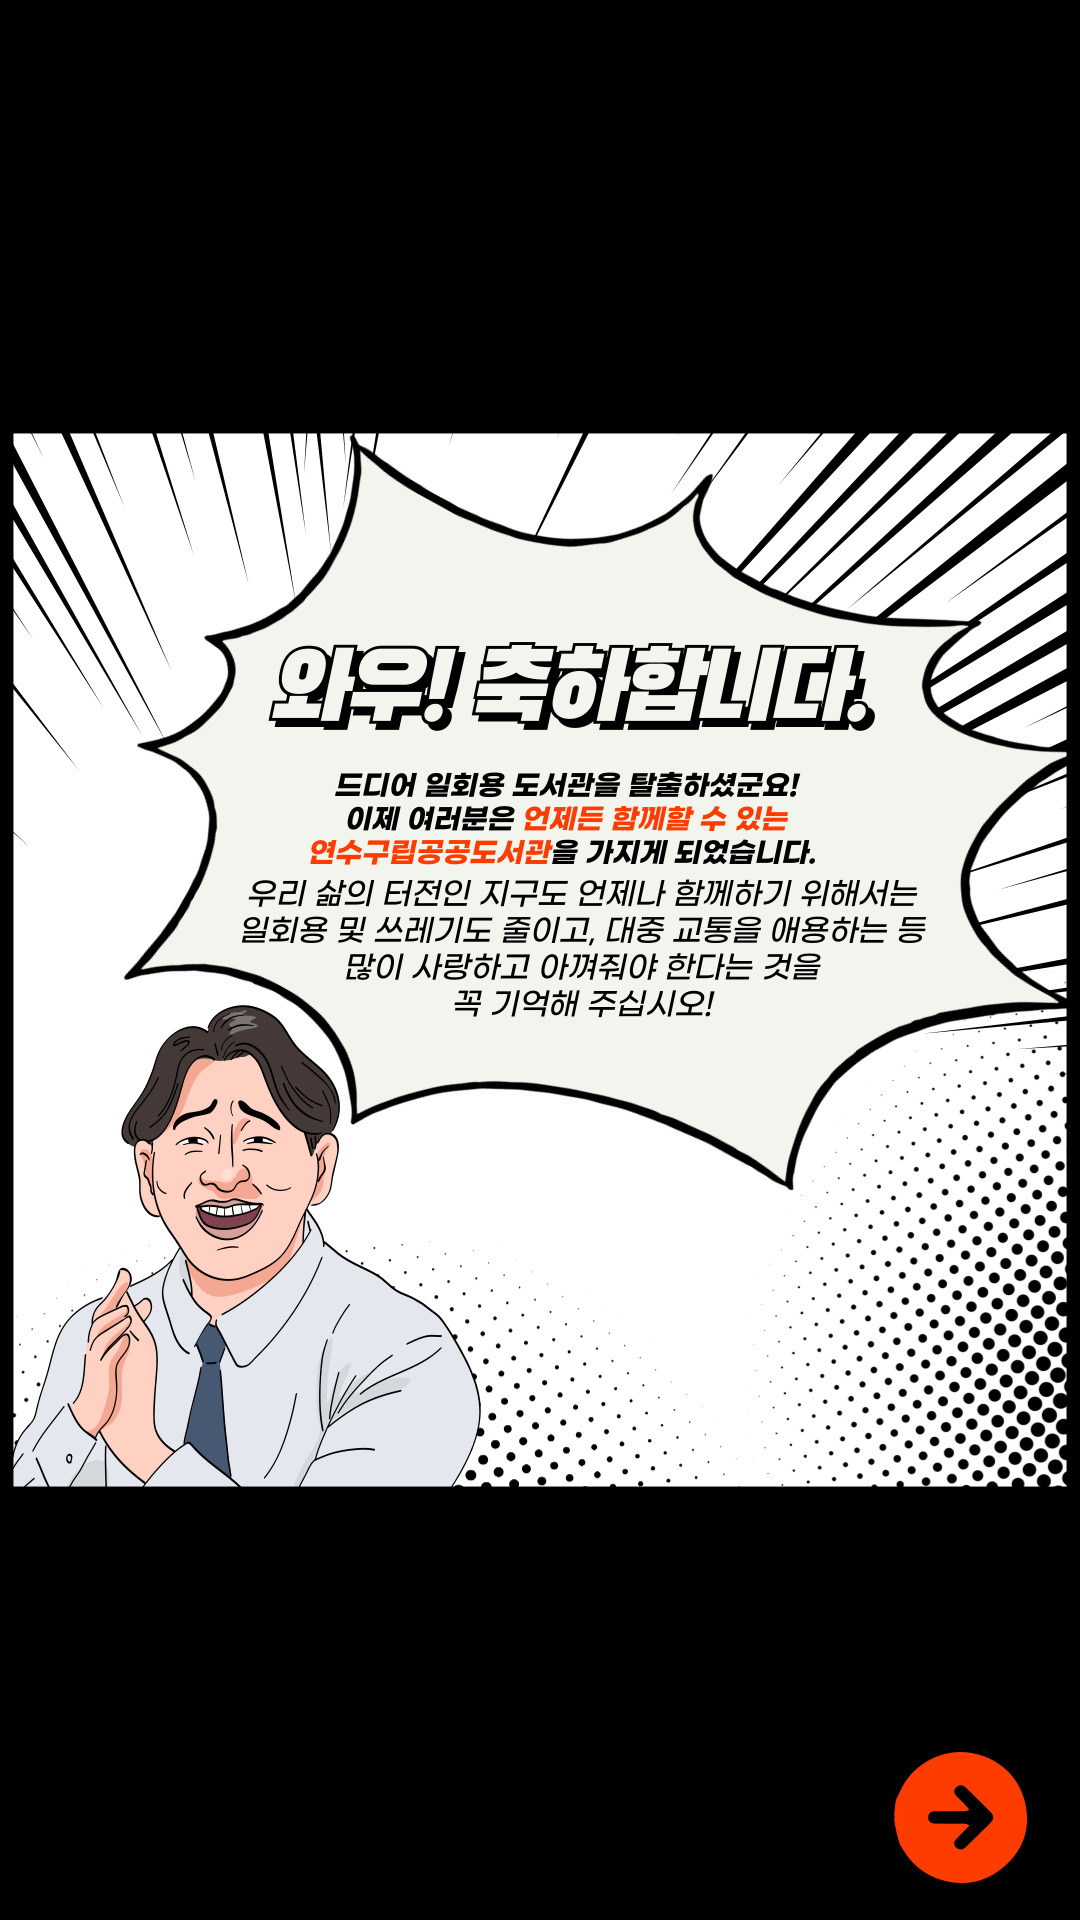 와우! 축하합니다.
드디어 일회용 도서관을 탈출하셨군요!
이제 여러분은 언제든 함께할 수 있는
연수구립공공도서관을 가지게 되었습니다.
우리 삶의 터전인 지구도 언제나 함께하기 위해서는
일회용 및 쓰레기도 줄이고, 대중 교통을 애용하는 등
많이 사랑하고 아껴줘야 한다는 것을
꼭 기억해 주십시오!